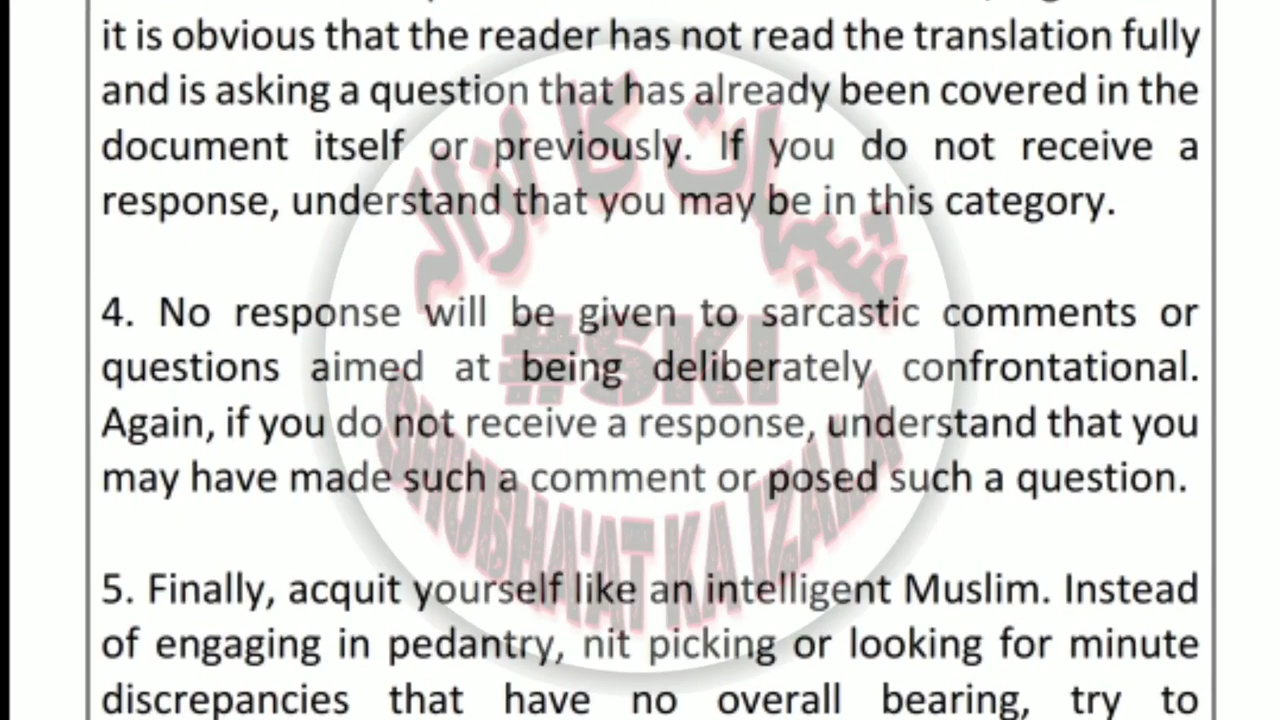 it is obvious that the reader has not read the translation fully
and is asking a question that has already been covered in the
document itself or previously. If you do not receive a
response, understand that you may be in this category.
4. No response will be given to sarcastic comments or
questions aimed at being deliberately confrontational.
Again, if you do not receive a response, understand that you
may have made such a comment or posed such a question.
5. Finally, acquit yourself like an intelligent Muslim. Instead
of engaging in pedantry, nit picking or looking for minute
discrepancies that have no overall bearing, try to
شبہات کا ازالہ
#SKI
SHUBHA'AT KA IZALA